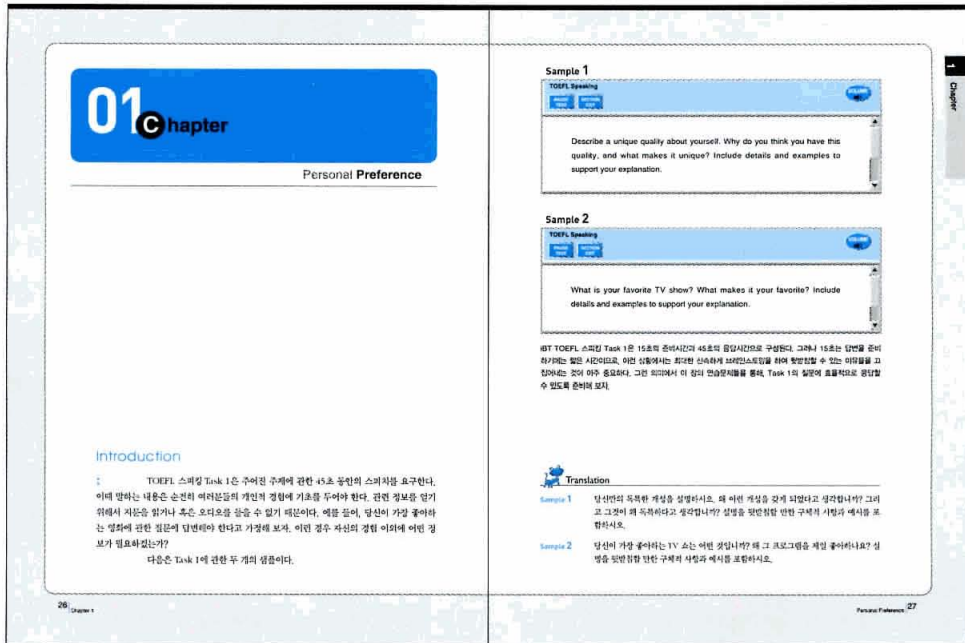 01 Chapter
Personal Preference
Introduction
TOEFL 스피킹 Task 1은 주어진 주제에 관한 45초 동안의 스피치를 요구한다.
이때 말하는 내용은 순전히 여러분들의 개인적 경험에 기초를 두어야 한다. 관련 정보를 얻기
위해서 지문을 읽거나 혹은 오디오를 들을 수 없기 때문이다. 예를 들어, 당신이 가장 좋아하
는 영화에 관한 질문에 답변해야 한다고 가정해 보자. 이런 경우 자신의 경험 이외에 어떤 정
보가 필요하겠는가?
다음은 Task 1에 관한 두 개의 샘플이다.
26 Chapter 1
Sample 1
TOEFL Speaking
PAUSE TEST SECTION EXIT VOLUME
Describe a unique quality about yourself. Why do you think you have this
quality, and what makes it unique? Include details and examples to
support your explanation.
Sample 2
TOEFL Speaking
PAUSE TEST SECTION EXIT VOLUME
What is your favorite TV show? What makes it your favorite? Include
details and examples to support your explanation.
iBT TOEFL 스피킹 Task 1은 15초의 준비시간과 45초의 응답시간으로 구성된다. 그러나 15초는 답변을 준비
하기에는 짧은 시간이므로, 이런 상황에서는 최대한 신속하게 브레인스토밍을 하여 뒷받침할 수 있는 이유들을 끄
집어내는 것이 아주 중요하다. 그런 의미에서 이 장의 연습문제들을 통해, Task 1의 질문에 효율적으로 응답할
수 있도록 준비해 보자.
Translation
Sample 1 당신만의 독특한 개성을 설명하시오. 왜 이런 개성을 갖게 되었다고 생각합니까? 그리
고 그것이 왜 독특하다고 생각합니까? 설명을 뒷받침할 만한 구체적 사항과 예시를 포
함하시오.
Sample 2 당신이 가장 좋아하는 TV 쇼는 어떤 것입니까? 왜 그 프로그램을 제일 좋아하나요? 설
명을 뒷받침할 만한 구체적 사항과 예시를 포함하시오.
Personal Preference 27
1 Chapter